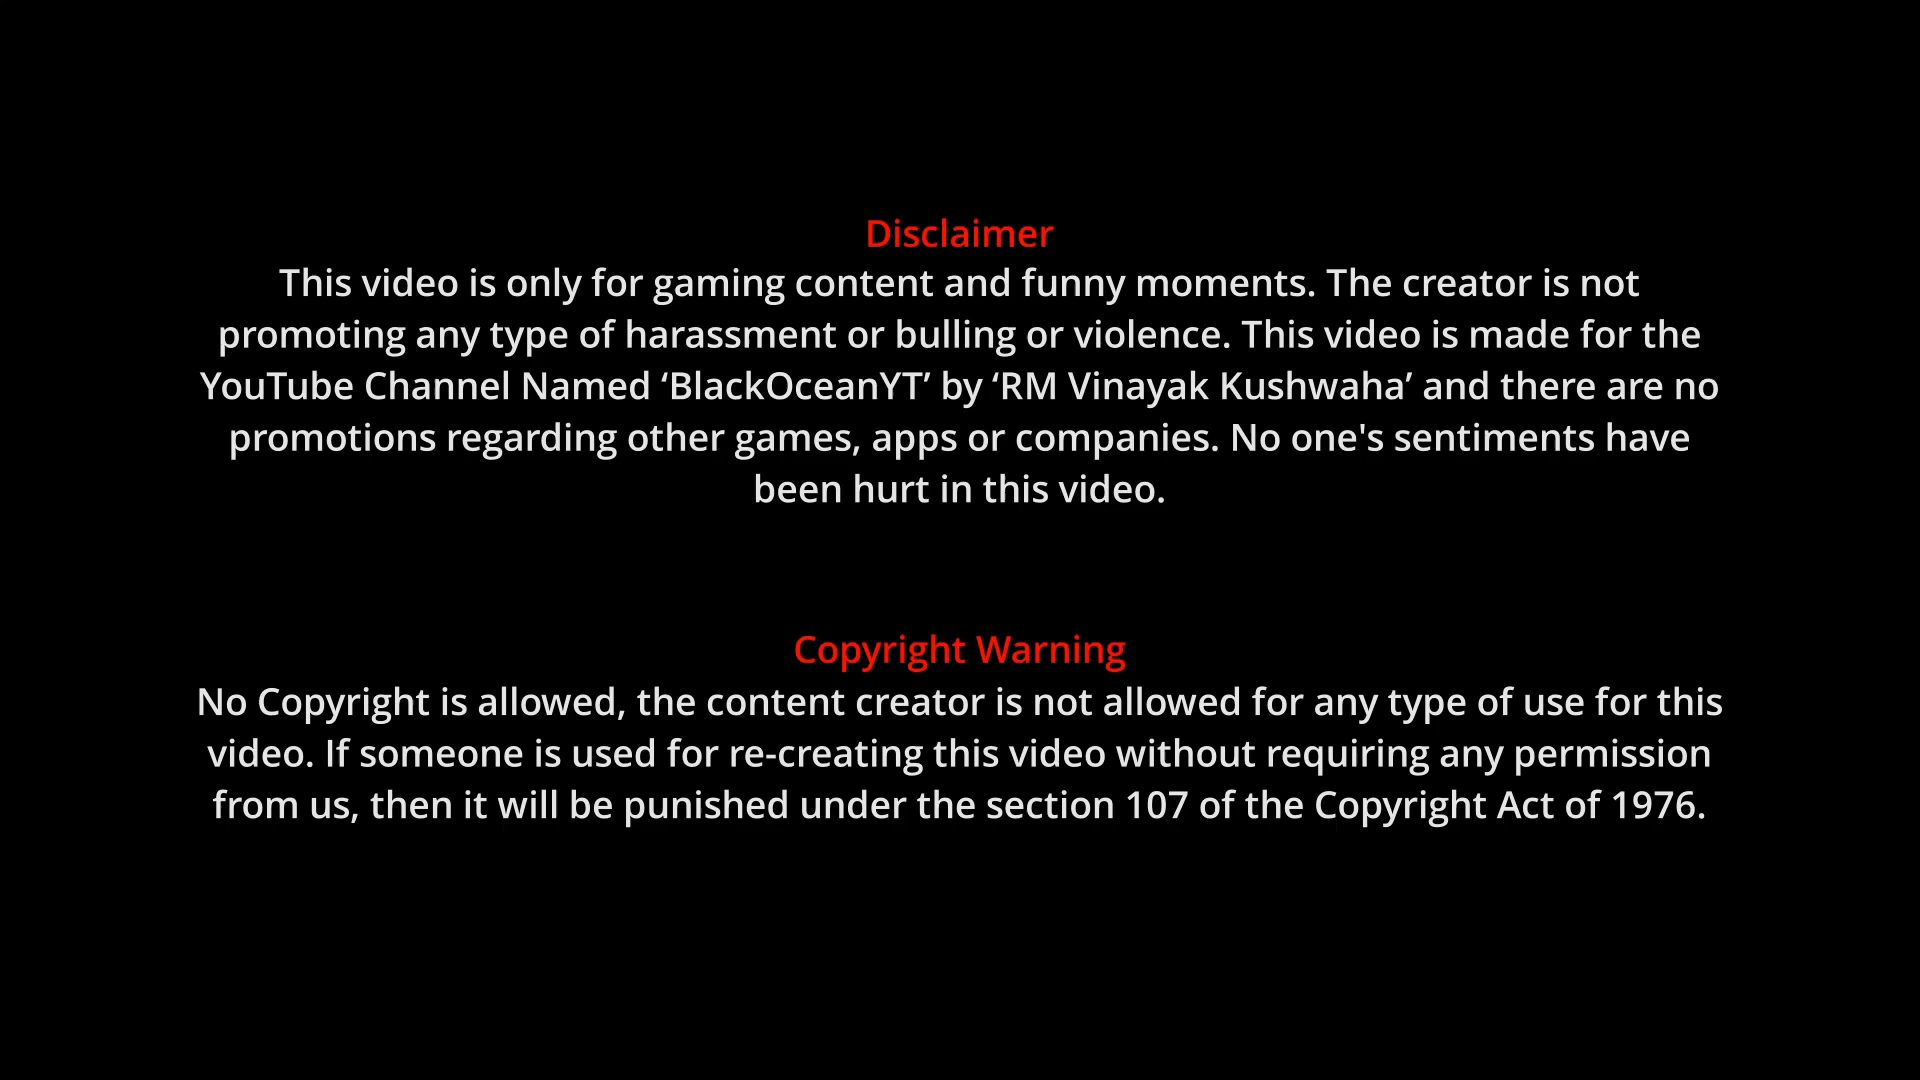 Disclaimer
This video is only for gaming content and funny moments. The creator is not
promoting any type of harassment or bulling or violence. This video is made for the
YouTube Channel Named ‘BlackOceanYT’ by ‘RM Vinayak Kushwaha’ and there are no
promotions regarding other games, apps or companies. No one's sentiments have
been hurt in this video.
Copyright Warning
No Copyright is allowed, the content creator is not allowed for any type of use for this
video. If someone is used for re-creating this video without requiring any permission
from us, then it will be punished under the section 107 of the Copyright Act of 1976.